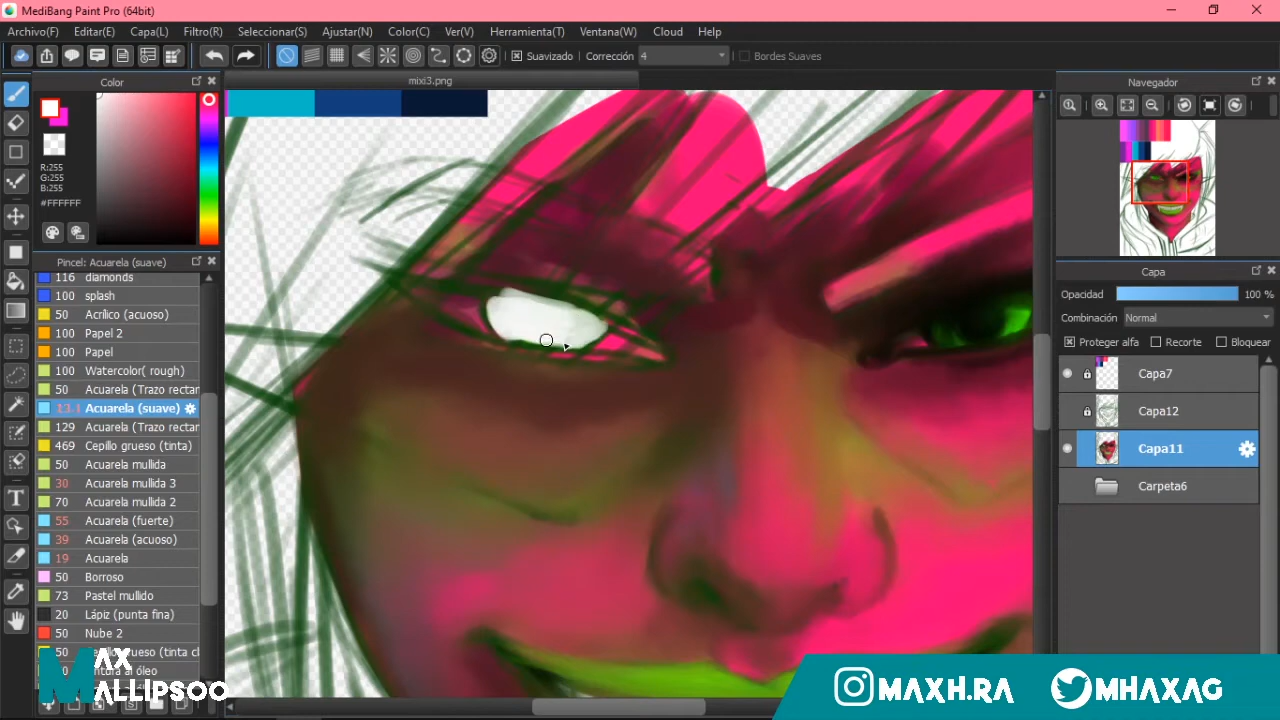 MediBang Paint Pro (64bit)
Archivo(F) Editar(E) Capa(L) Filtro(R) Seleccionar(S) Ajustar(N) Color(C) Ver(V) Herramienta(T) Ventana(W) Cloud Help
Suavizado Corrección 4 Bordes Suaves
mixi3.png
Color
R:255
G:255
B:255
#FFFFFF
Pincel: Acuarela (suave)
116 diamonds
100 splash
50 Acrílico (acuoso)
100 Papel 2
100 Papel
100 Watercolor( rough)
50 Acuarela (Trazo rectar
13.1 Acuarela (suave)
129 Acuarela (Trazo rectar
469 Cepillo grueso (tinta)
50 Acuarela mullida
30 Acuarela mullida 3
70 Acuarela mullida 2
55 Acuarela (fuerte)
39 Acuarela (acuoso)
19 Acuarela
50 Borroso
73 Pastel mullido
20 Lápiz (punta fina)
50 Nube 2
Navegador
Capa
Opacidad 100 %
Combinación Normal
Proteger alfa Recorte Bloquear
Capa7
Capa12
Capa11
Carpeta6
MAX
MALLIPSOO
MAXH.RA
MHAXAG